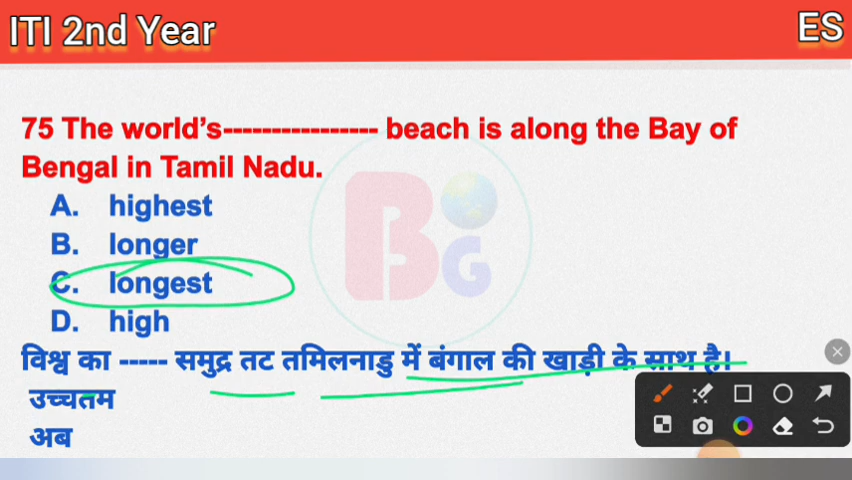 ITI 2nd Year
ES
75 The world's---------------- beach is along the Bay of
Bengal in Tamil Nadu.
A. highest
B. longer
C. longest
D. high
विश्व का ----- समुद्र तट तमिलनाडु में बंगाल की खाड़ी के साथ है।
उच्चतम
अब
B G